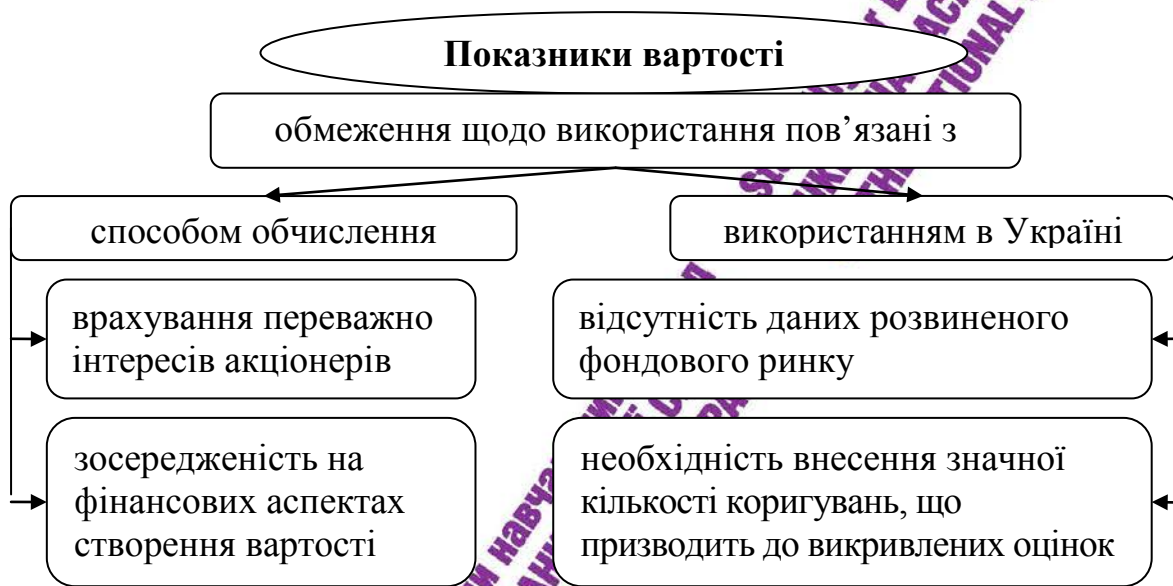 Показники вартості
обмеження щодо використання пов’язані з
способом обчислення
використанням в Україні
врахування переважно
інтересів акціонерів
відсутність даних розвиненого
фондового ринку
зосередженість на
фінансових аспектах
створення вартості
необхідність внесення значної
кількості коригувань, що
призводить до викривлених оцінок